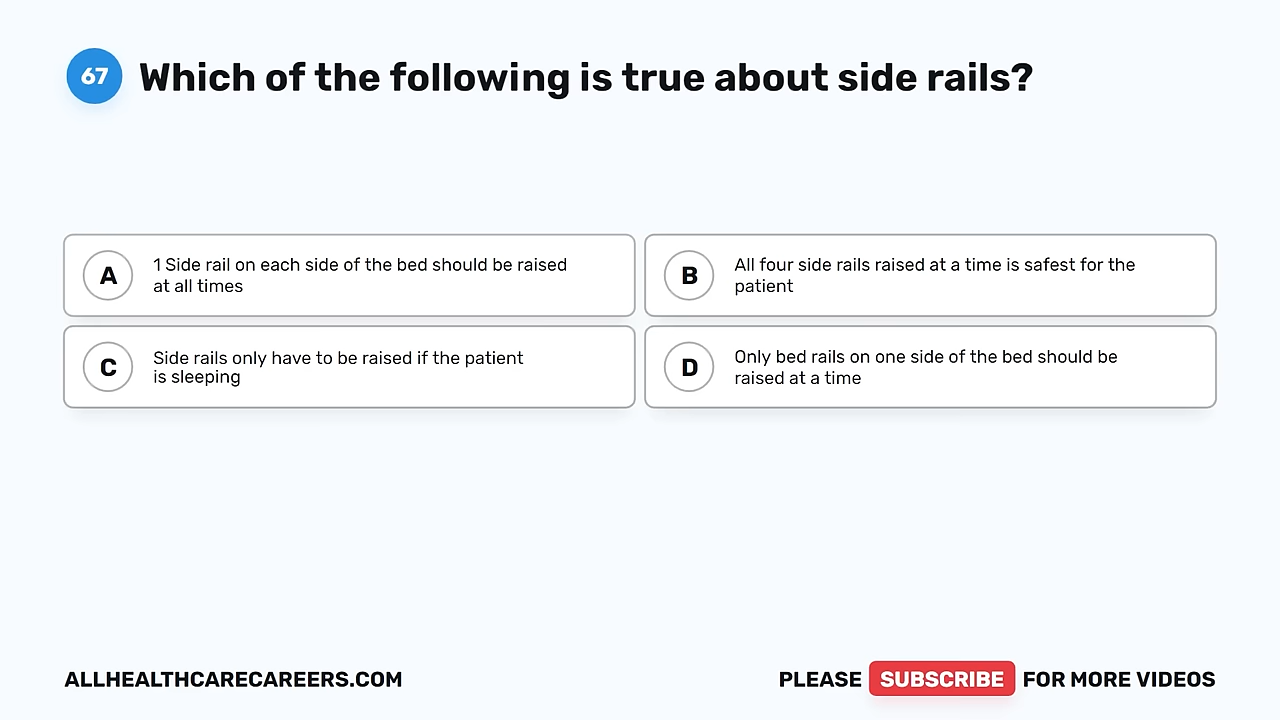 67 Which of the following is true about side rails?
A 1 Side rail on each side of the bed should be raised
at all times
B All four side rails raised at a time is safest for the
patient
C Side rails only have to be raised if the patient
is sleeping
D Only bed rails on one side of the bed should be
raised at a time
ALLHEALTHCARECAREERS.COM
PLEASE SUBSCRIBE FOR MORE VIDEOS